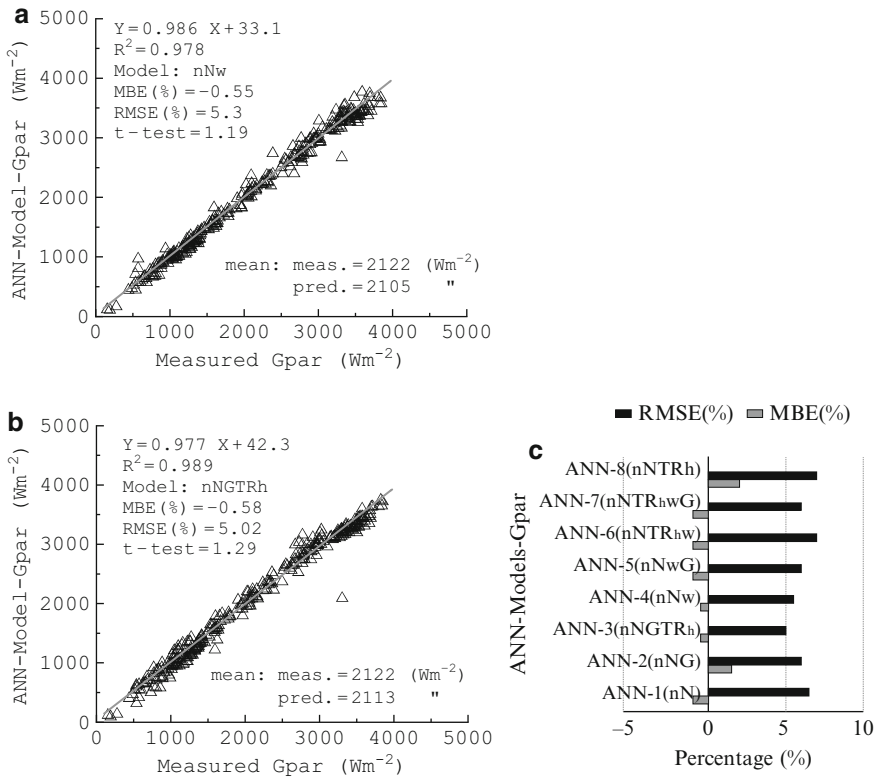 a
5000
4000
3000
2000
1000
0
ANN-Model-Gpar (Wm⁻²)
Y=0.986 X+33.1
R²=0.978
Model: nNw
MBE(%)=−0.55
RMSE(%)=5.3
t-test=1.19
mean: meas.=2122 (Wm⁻²)
pred.=2105 "
0 1000 2000 3000 4000 5000
Measured Gpar (Wm⁻²)
b
5000
4000
3000
2000
1000
0
ANN-Model-Gpar (Wm⁻²)
Y=0.977 X+42.3
R²=0.989
Model: nNGTRh
MBE(%)=−0.58
RMSE(%)=5.02
t-test=1.29
mean: meas.=2122 (Wm⁻²)
pred.=2113 "
0 1000 2000 3000 4000 5000
Measured Gpar (Wm⁻²)
RMSE(%) MBE(%)
c
ANN-Models-Gpar
ANN-8(nNTRh)
ANN-7(nNTRhwG)
ANN-6(nNTRhw)
ANN-5(nNwG)
ANN-4(nNw)
ANN-3(nNGTRh)
ANN-2(nNG)
ANN-1(nN)
−5 0 5 10
Percentage (%)